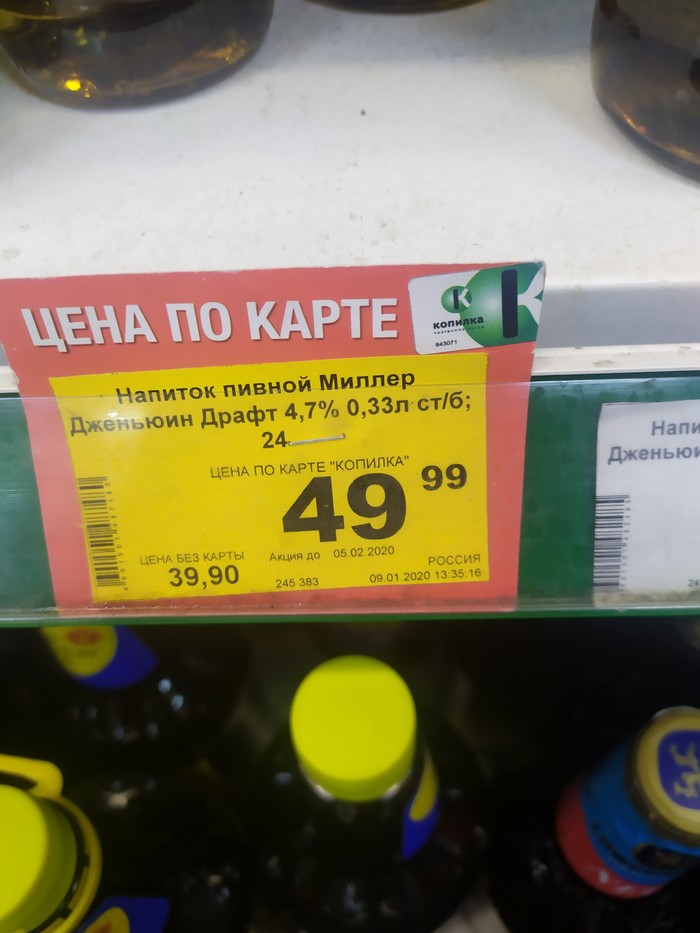 ЦЕНА ПО КАРТЕ
К
К
копилка
943071
Напиток пивной Миллер
Дженьюин Драфт 4,7% 0,33л ст/б;
24
ЦЕНА ПО КАРТЕ "КОПИЛКА"
49 99
ЦЕНА БЕЗ КАРТЫ
Акция до 05.02.2020
39,90
РОССИЯ
245 383
09.01.2020 13.35.16
Напи
Дженьюи